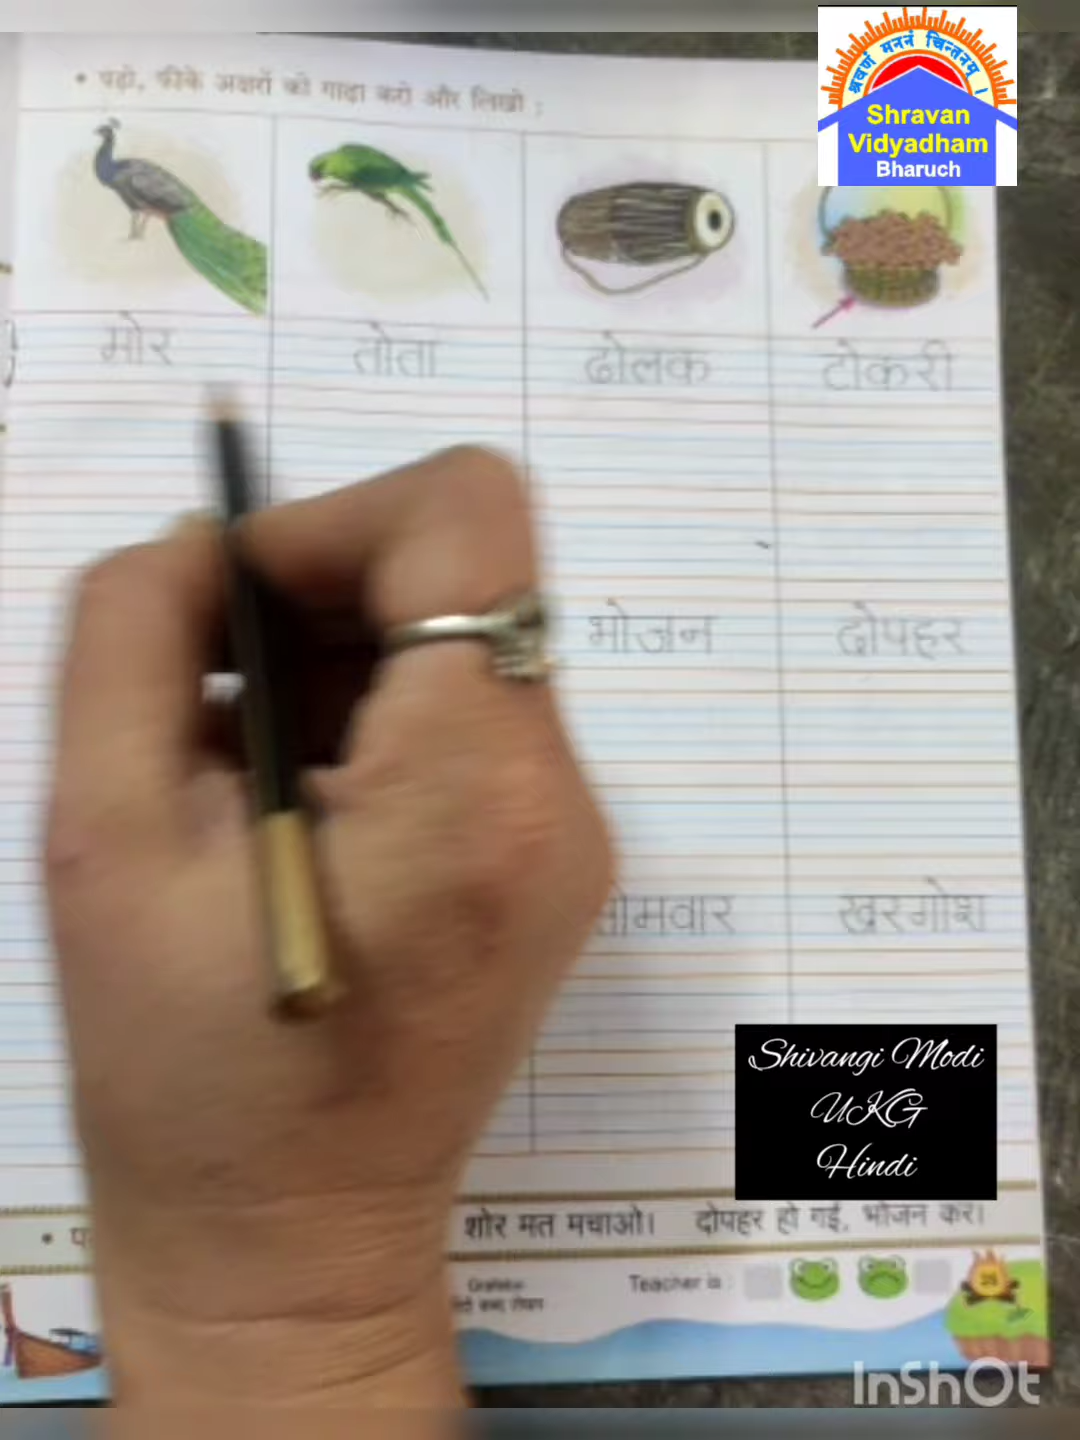 श्रवणं मननं चिन्तनम् ।
Shravan
Vidyadham
Bharuch
• पढ़ो, फीके अक्षरों को गाढ़ा करो और लिखो :
मोर तोता ढोलक टोकरी
भोजन दोपहर
खरगोश
Shivangi Modi
UKG
Hindi
शोर मत मचाओ। दोपहर हो गई, भोजन कर।
Teacher is
InShOt